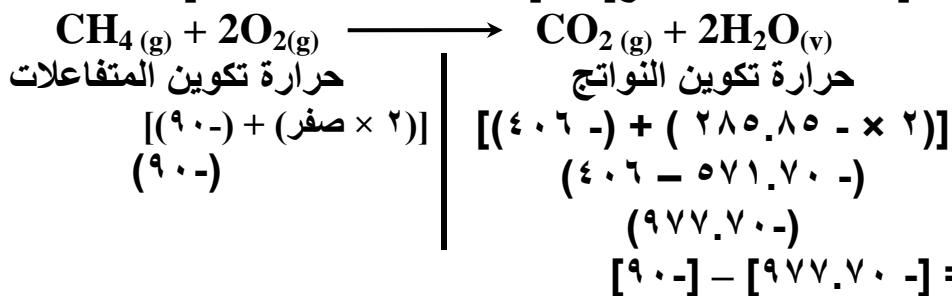 CH₄ (g) + 2O₂(g) ⟶ CO₂ (g) + 2H₂O(v)
حرارة تكوين المتفاعلات | حرارة تكوين النواتج
[(٢ × صفر) + (-٩٠)] | [(٢ × - ٢٨٥.٨٥ ) + (- ٤٠٦)]
(-٩٠) | (- ٥٧١.٧٠ – ٤٠٦)
(-٩٧٧.٧٠)
= [- ٩٧٧.٧٠] – [-٩٠]